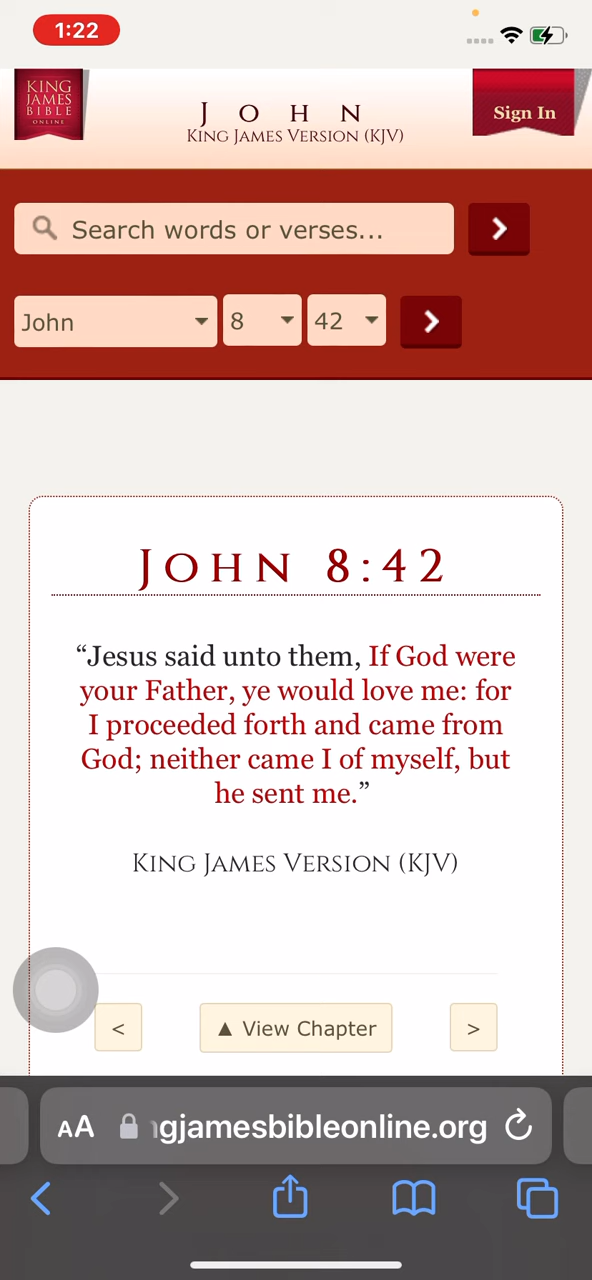 1:22
KING
JAMES
BIBLE
ONLINE
JOHN
KING JAMES VERSION (KJV)
Sign In
Search words or verses...
John 8 42
JOHN 8:42
“Jesus said unto them, If God were
your Father, ye would love me: for
I proceeded forth and came from
God; neither came I of myself, but
he sent me.”
KING JAMES VERSION (KJV)
< ▲ View Chapter >
AA gjamesbibleonline.org